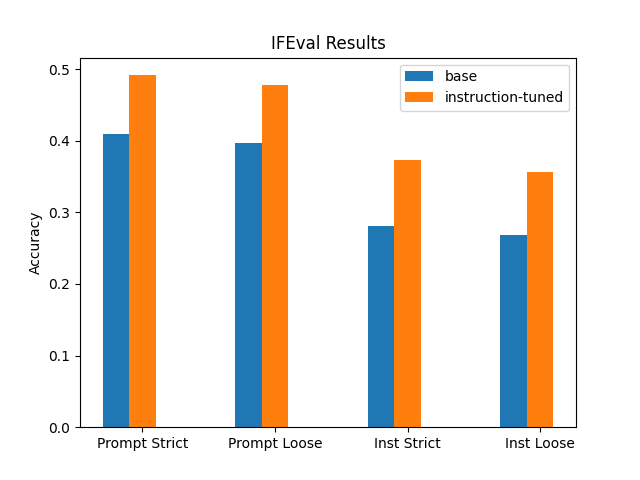 IFEval Results
base
instruction-tuned
Accuracy
0.5
0.4
0.3
0.2
0.1
0.0
Prompt Strict
Prompt Loose
Inst Strict
Inst Loose